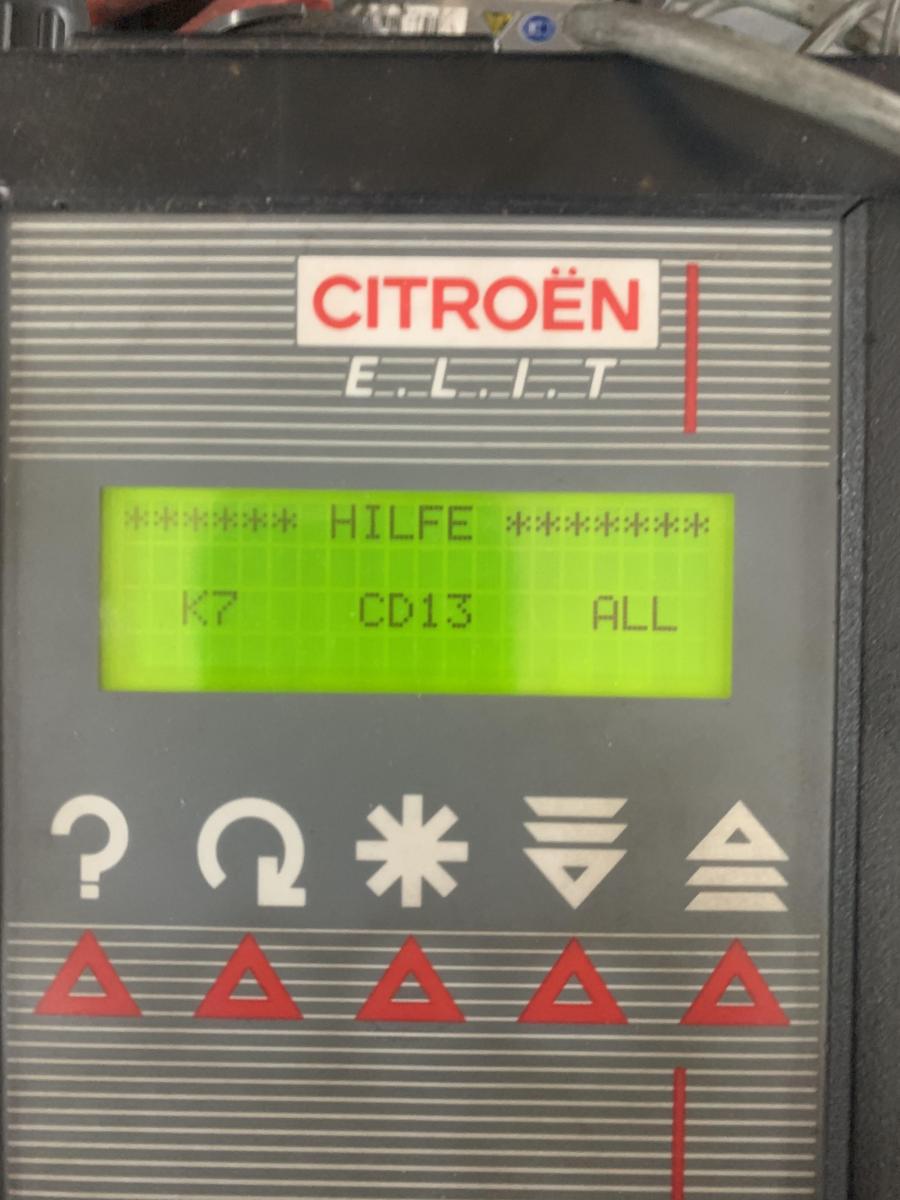 CITROËN
E.L.I.T
****** HILFE *******
K7 CD13 ALL
?